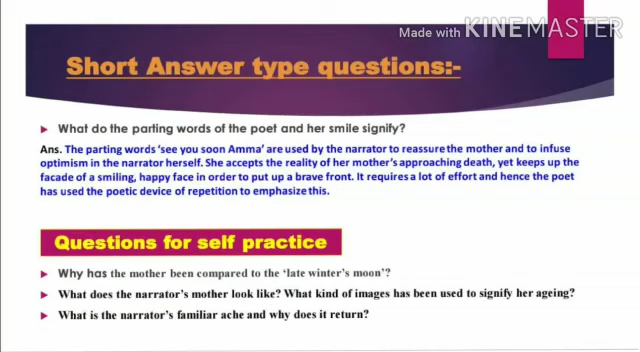 Made with KINEMASTER
Short Answer type questions:-
What do the parting words of the poet and her smile signify?
Ans. The parting words 'see you soon Amma' are used by the narrator to reassure the mother and to infuse
optimism in the narrator herself. She accepts the reality of her mother's approaching death, yet keeps up the
facade of a smiling, happy face in order to put up a brave front. It requires a lot of effort and hence the poet
has used the poetic device of repetition to emphasize this.
Questions for self practice
Why has the mother been compared to the 'late winter's moon'?
What does the narrator's mother look like? What kind of images has been used to signify her ageing?
What is the narrator's familiar ache and why does it return?